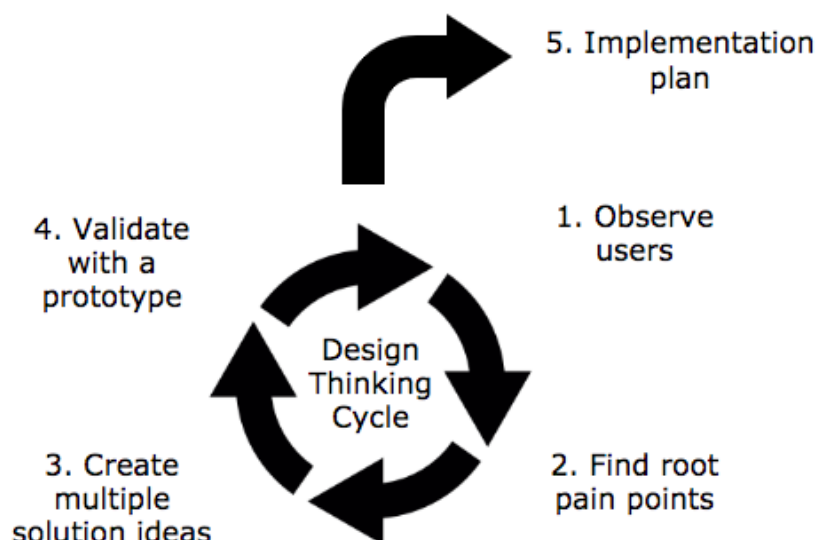 5. Implementation
plan
1. Observe
users
2. Find root
pain points
3. Create
multiple
solution ideas
4. Validate
with a
prototype
Design
Thinking
Cycle